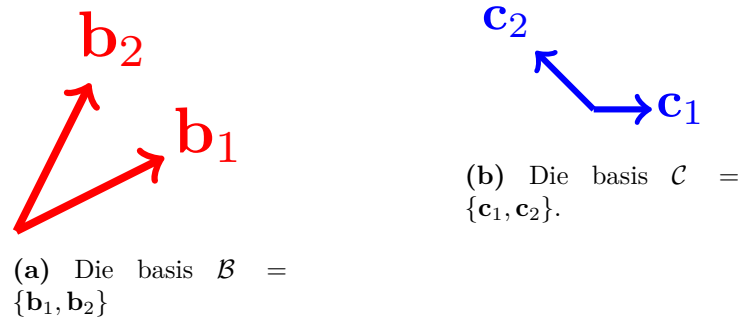 b₂
b₁
(a) Die basis ℬ =
{b₁, b₂}
c₂
c₁
(b) Die basis 𝒞 =
{c₁, c₂}.